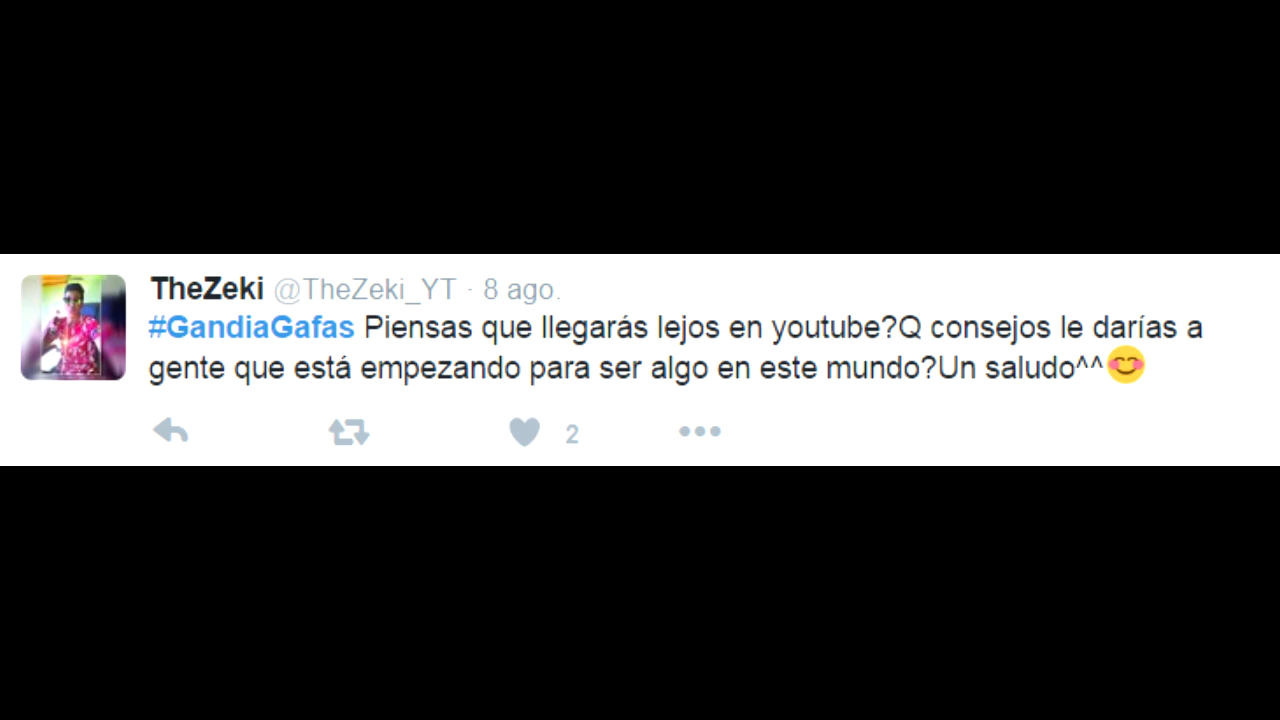 TheZeki @TheZeki_YT · 8 ago.
#GandiaGafas Piensas que llegarás lejos en youtube?Q consejos le darías a
gente que está empezando para ser algo en este mundo?Un saludo^^😊
2